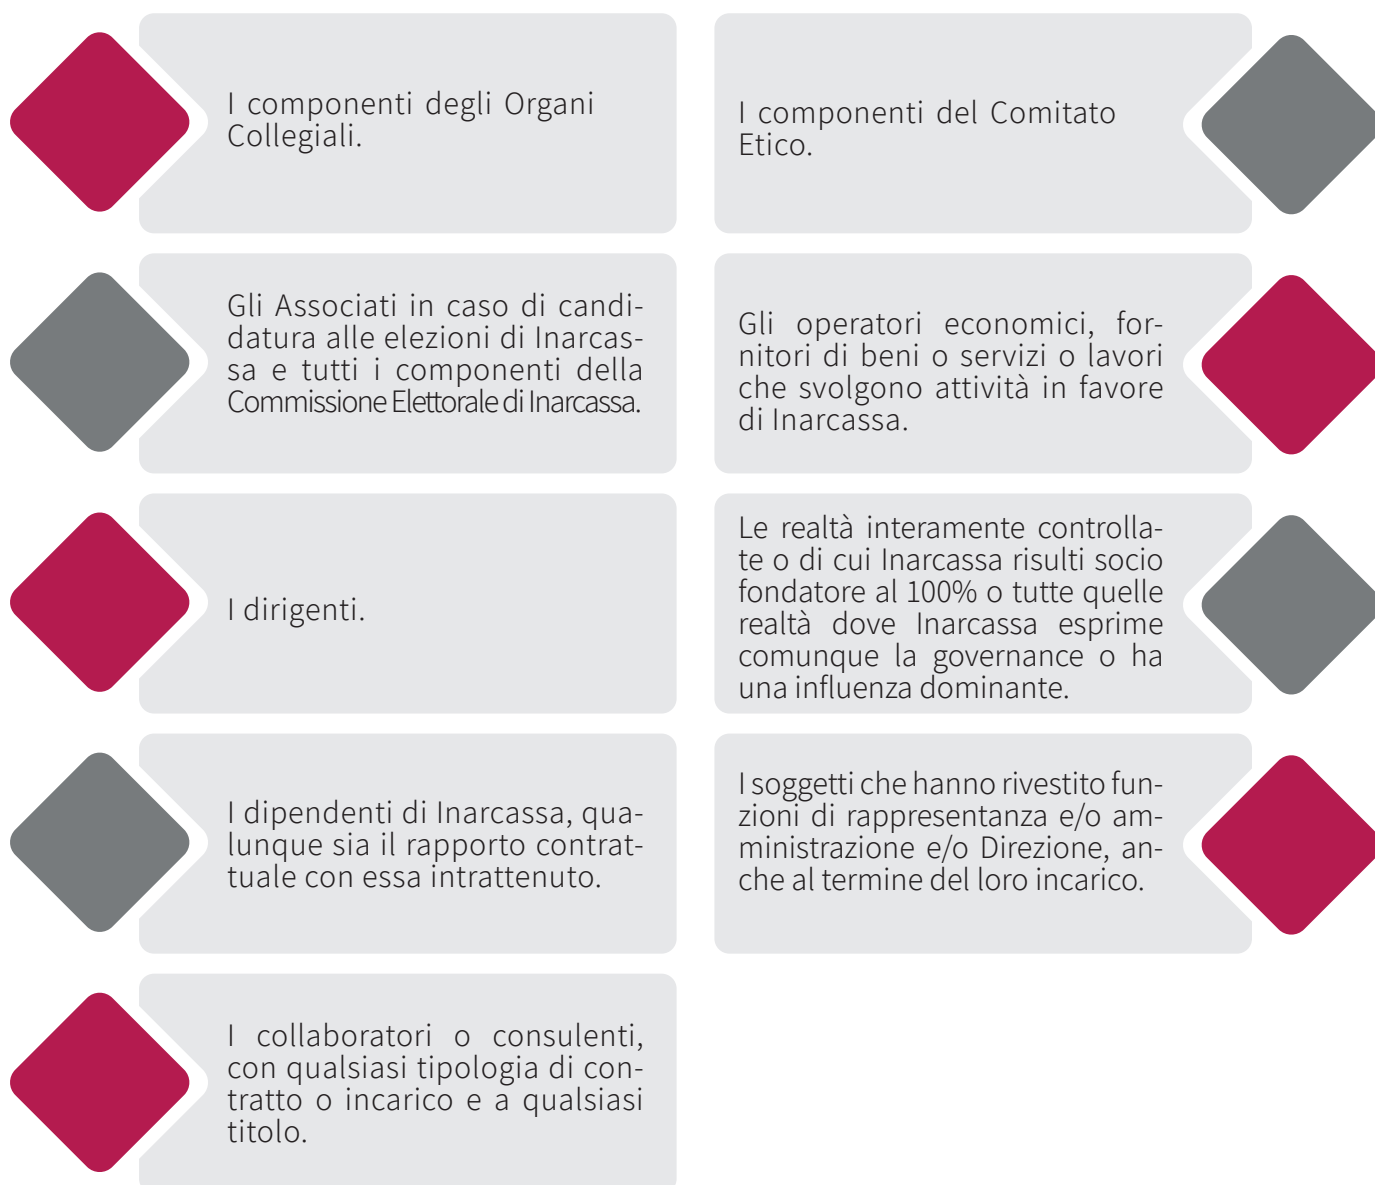 I componenti degli Organi
Collegiali.
Gli Associati in caso di candi-
datura alle elezioni di Inarcas-
sa e tutti i componenti della
Commissione Elettorale di Inarcassa.
I dirigenti.
I dipendenti di Inarcassa, qua-
lunque sia il rapporto contrat-
tuale con essa intrattenuto.
I collaboratori o consulenti,
con qualsiasi tipologia di con-
tratto o incarico e a qualsiasi
titolo.
I componenti del Comitato
Etico.
Gli operatori economici, for-
nitori di beni o servizi o lavori
che svolgono attività in favore
di Inarcassa.
Le realtà interamente controlla-
te o di cui Inarcassa risulti socio
fondatore al 100% o tutte quelle
realtà dove Inarcassa esprime
comunque la governance o ha
una influenza dominante.
I soggetti che hanno rivestito fun-
zioni di rappresentanza e/o am-
ministrazione e/o Direzione, an-
che al termine del loro incarico.